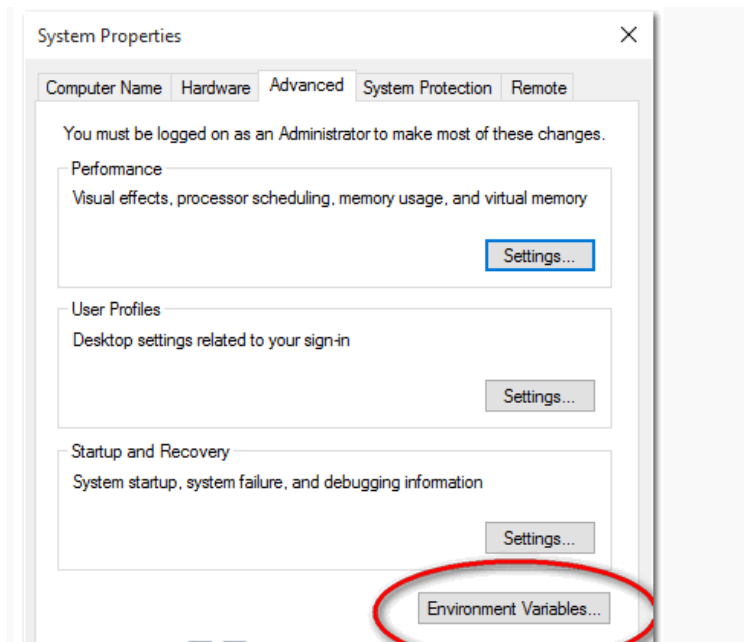 System Properties
Computer Name Hardware Advanced System Protection Remote
You must be logged on as an Administrator to make most of these changes.
Performance
Visual effects, processor scheduling, memory usage, and virtual memory
Settings...
User Profiles
Desktop settings related to your sign-in
Settings...
Startup and Recovery
System startup, system failure, and debugging information
Settings...
Environment Variables...